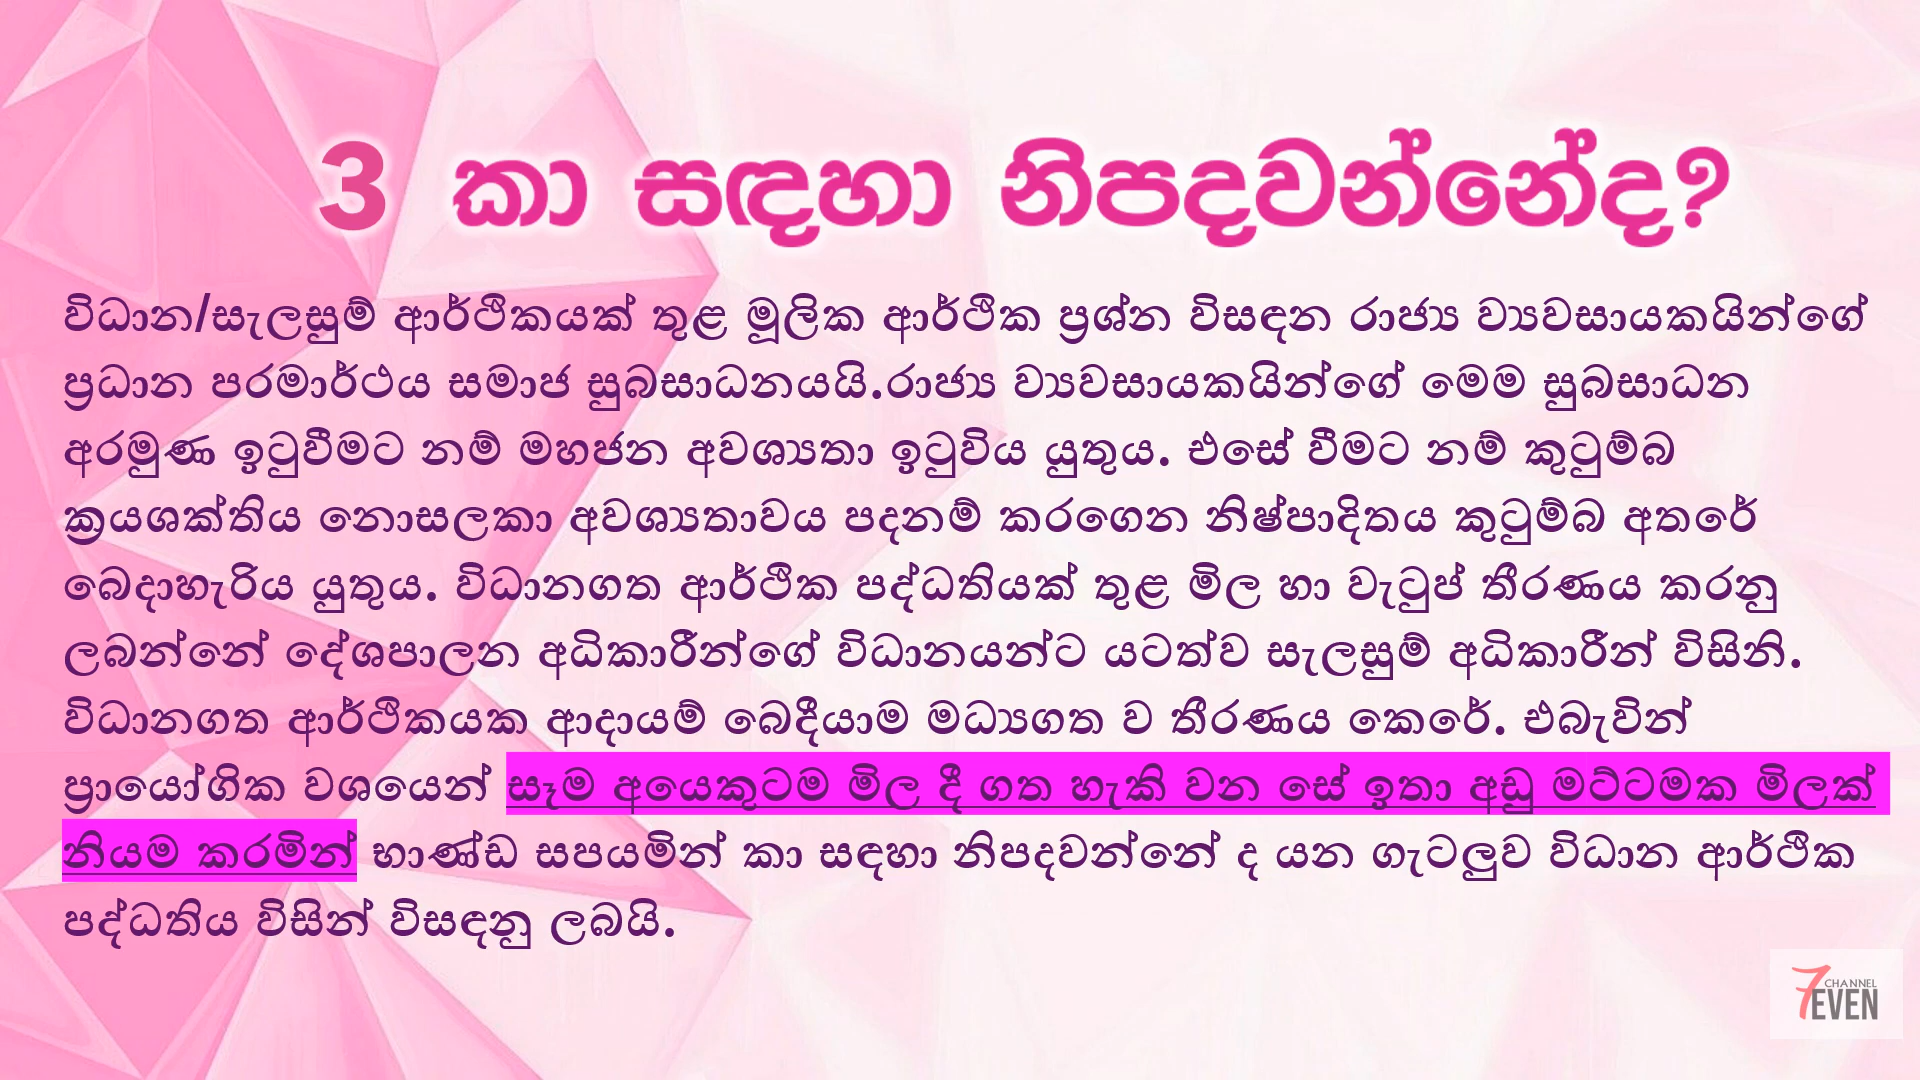 3 කා සඳහා නිපදවන්නේද?
විධාන/සැලසුම් ආර්ථිකයක් තුළ මූලික ආර්ථික ප්‍රශ්න විසඳන රාජ්‍ය ව්‍යවසායකයින්ගේ
ප්‍රධාන පරමාර්ථය සමාජ සුබසාධනයයි.රාජ්‍ය ව්‍යවසායකයින්ගේ මෙම සුබසාධන
අරමුණ ඉටුවීමට නම් මහජන අවශ්‍යතා ඉටුවිය යුතුය. එසේ වීමට නම් කුටුම්බ
ක්‍රයශක්තිය නොසලකා අවශ්‍යතාවය පදනම් කරගෙන නිෂ්පාදිතය කුටුම්බ අතරේ
බෙදාහැරිය යුතුය. විධානගත ආර්ථික පද්ධතියක් තුළ මිල හා වැටුප් තීරණය කරනු
ලබන්නේ දේශපාලන අධිකාරීන්ගේ විධානයන්ට යටත්ව සැලසුම් අධිකාරීන් විසිනි.
විධානගත ආර්ථිකයක ආදායම් බෙදීයාම මධ්‍යගත ව තීරණය කෙරේ. එබැවින්
ප්‍රායෝගික වශයෙන් සෑම අයෙකුටම මිල දී ගත හැකි වන සේ ඉතා අඩු මට්ටමක මිලක්
නියම කරමින් භාණ්ඩ සපයමින් කා සඳහා නිපදවන්නේ ද යන ගැටලුව විධාන ආර්ථික
පද්ධතිය විසින් විසඳනු ලබයි.
CHANNEL
7EVEN